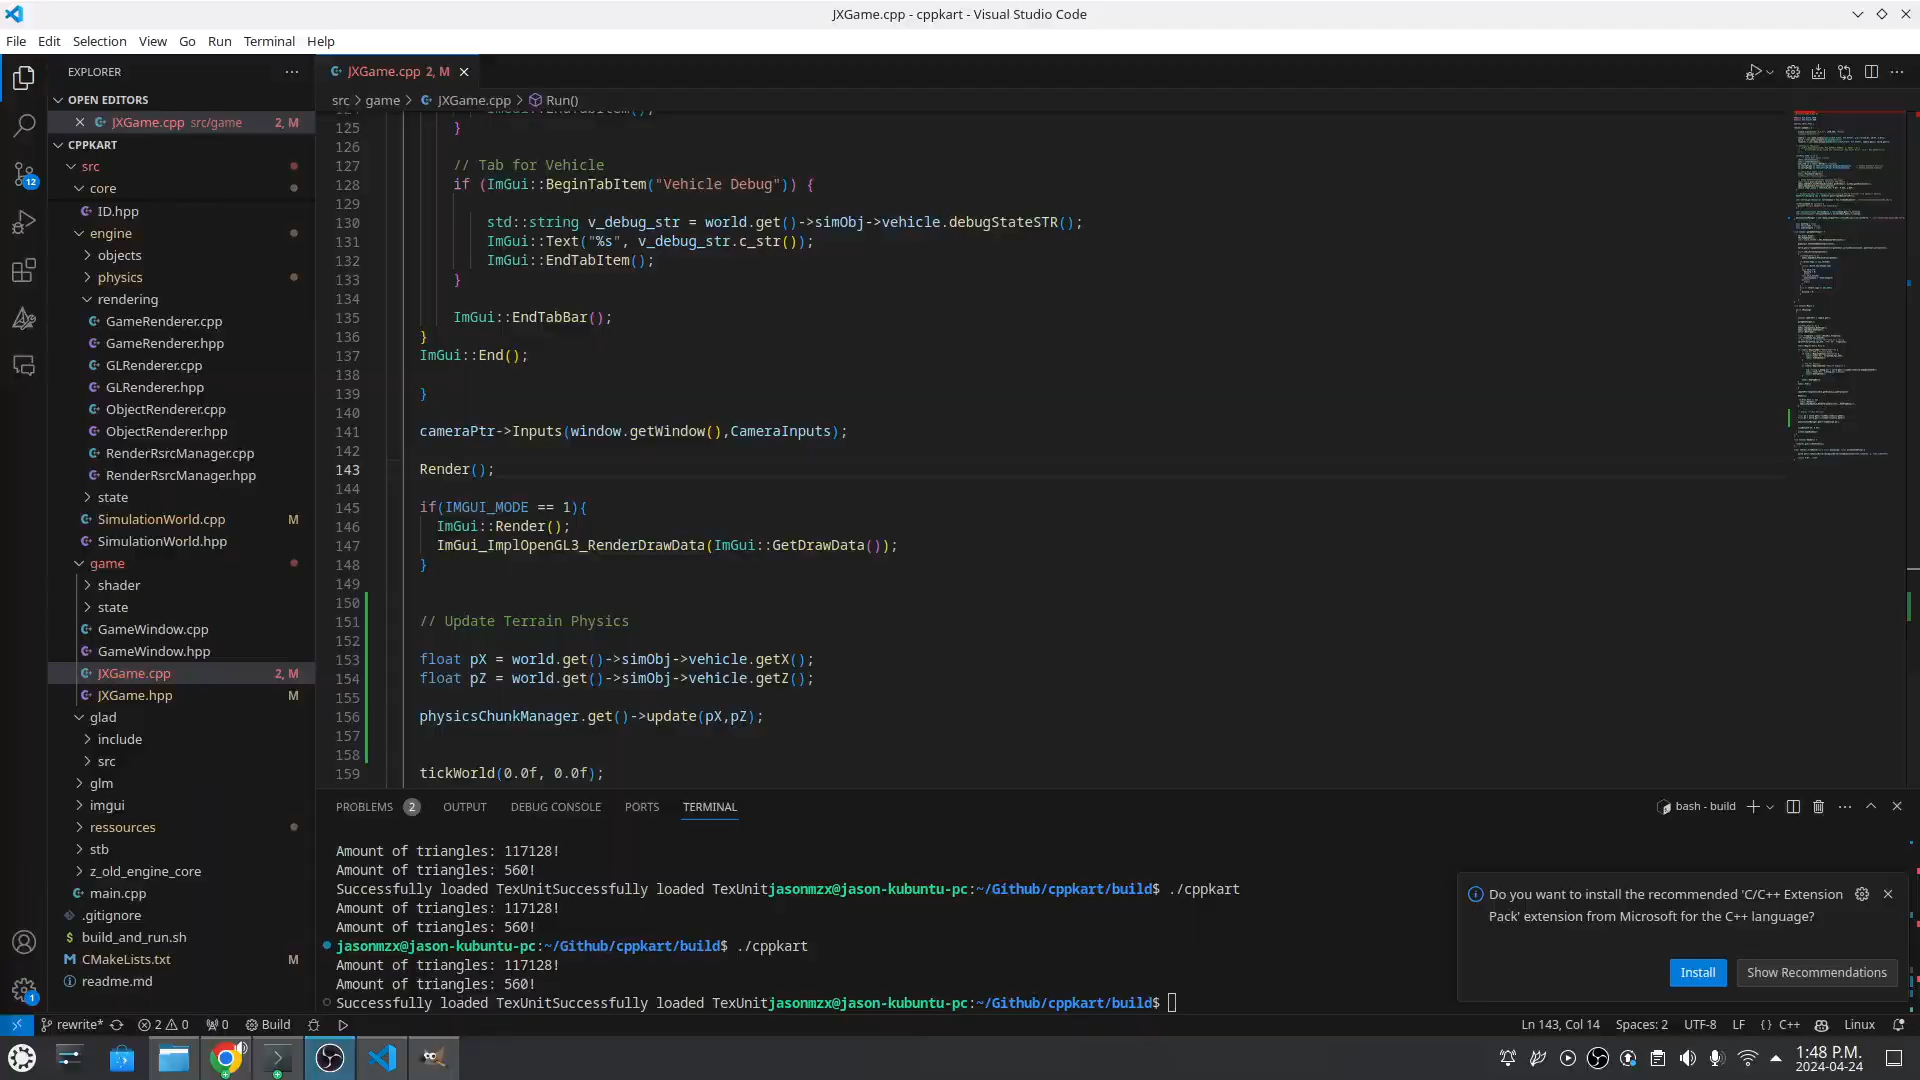 JXGame.cpp - cppkart - Visual Studio Code
File Edit Selection View Go Run Terminal Help
EXPLORER
JXGame.cpp 2, M
OPEN EDITORS
JXGame.cpp src/game 2, M
src > game > JXGame.cpp > Run()
CPPKART
src
core
ID.hpp
engine
objects
physics
rendering
GameRenderer.cpp
GameRenderer.hpp
GLRenderer.cpp
GLRenderer.hpp
ObjectRenderer.cpp
ObjectRenderer.hpp
RenderRsrcManager.cpp
RenderRsrcManager.hpp
state
SimulationWorld.cpp M
SimulationWorld.hpp
game
shader
state
GameWindow.cpp
GameWindow.hpp
JXGame.cpp 2, M
JXGame.hpp M
glad
include
src
glm
imgui
ressources
stb
z_old_engine_core
main.cpp
.gitignore
build_and_run.sh
CMakeLists.txt M
readme.md
125 }
126
127 // Tab for Vehicle
128 if (ImGui::BeginTabItem("Vehicle Debug")) {
129
130 std::string v_debug_str = world.get()->simObj->vehicle.debugStateSTR();
131 ImGui::Text("%s", v_debug_str.c_str());
132 ImGui::EndTabItem();
133 }
134
135 ImGui::EndTabBar();
136 }
137 ImGui::End();
138
139 }
140
141 cameraPtr->Inputs(window.getWindow(),CameraInputs);
142
143 Render();
144
145 if(IMGUI_MODE == 1){
146 ImGui::Render();
147 ImGui_ImplOpenGL3_RenderDrawData(ImGui::GetDrawData());
148 }
149
150
151 // Update Terrain Physics
152
153 float pX = world.get()->simObj->vehicle.getX();
154 float pZ = world.get()->simObj->vehicle.getZ();
155
156 physicsChunkManager.get()->update(pX,pZ);
157
158
159 tickWorld(0.0f, 0.0f);
PROBLEMS 2 OUTPUT DEBUG CONSOLE PORTS TERMINAL
bash - build
Amount of triangles: 117128!
Amount of triangles: 560!
Successfully loaded TexUnitSuccessfully loaded TexUnitjasonmzx@jason-kubuntu-pc:~/Github/cppkart/build$ ./cppkart
Amount of triangles: 117128!
Amount of triangles: 560!
jasonmzx@jason-kubuntu-pc:~/Github/cppkart/build$ ./cppkart
Amount of triangles: 117128!
Amount of triangles: 560!
Successfully loaded TexUnitSuccessfully loaded TexUnitjasonmzx@jason-kubuntu-pc:~/Github/cppkart/build$
Do you want to install the recommended 'C/C++ Extension
Pack' extension from Microsoft for the C++ language?
Install Show Recommendations
12
1
rewrite* 2 0 0 Build
Ln 143, Col 14 Spaces: 2 UTF-8 LF {} C++ Linux
1:48 P.M.
2024-04-24